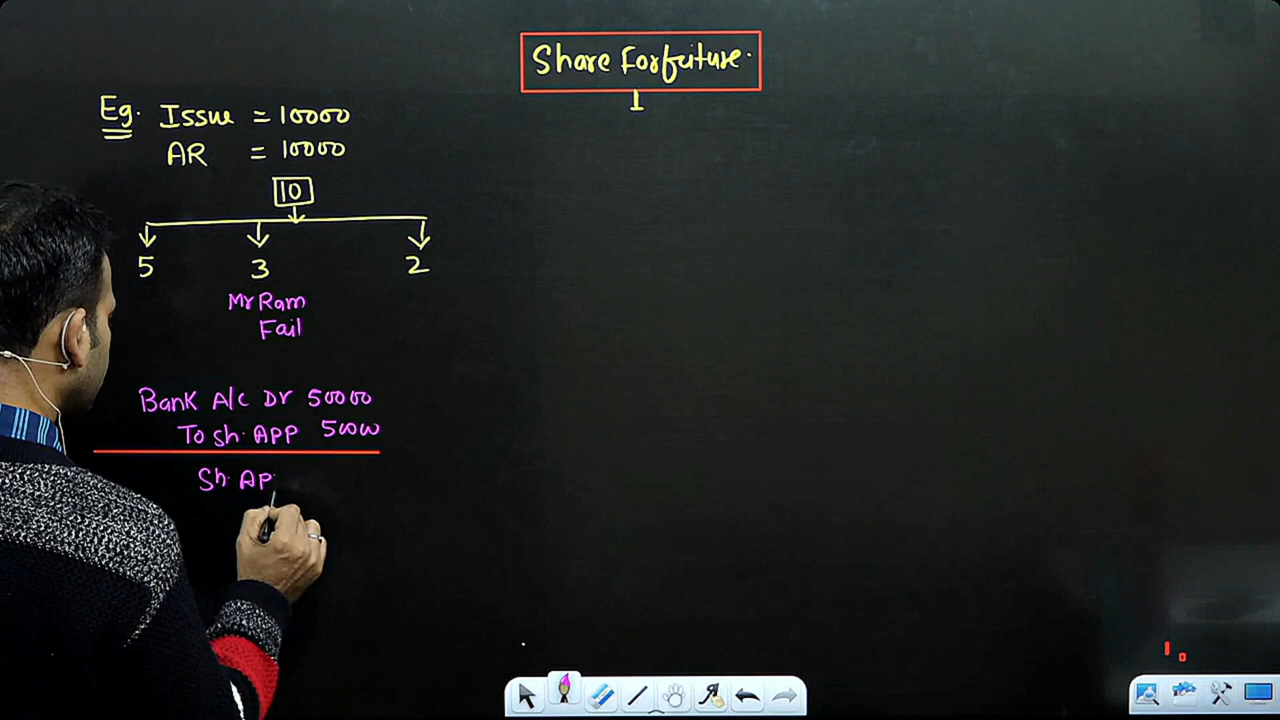 Share Forfeiture.
1
Eg. Issue = 10000
AR = 10000
10
5 3 2
Mr Ram
Fail
Bank A/c Dr 50000
To sh. APP 50000
Sh. AP